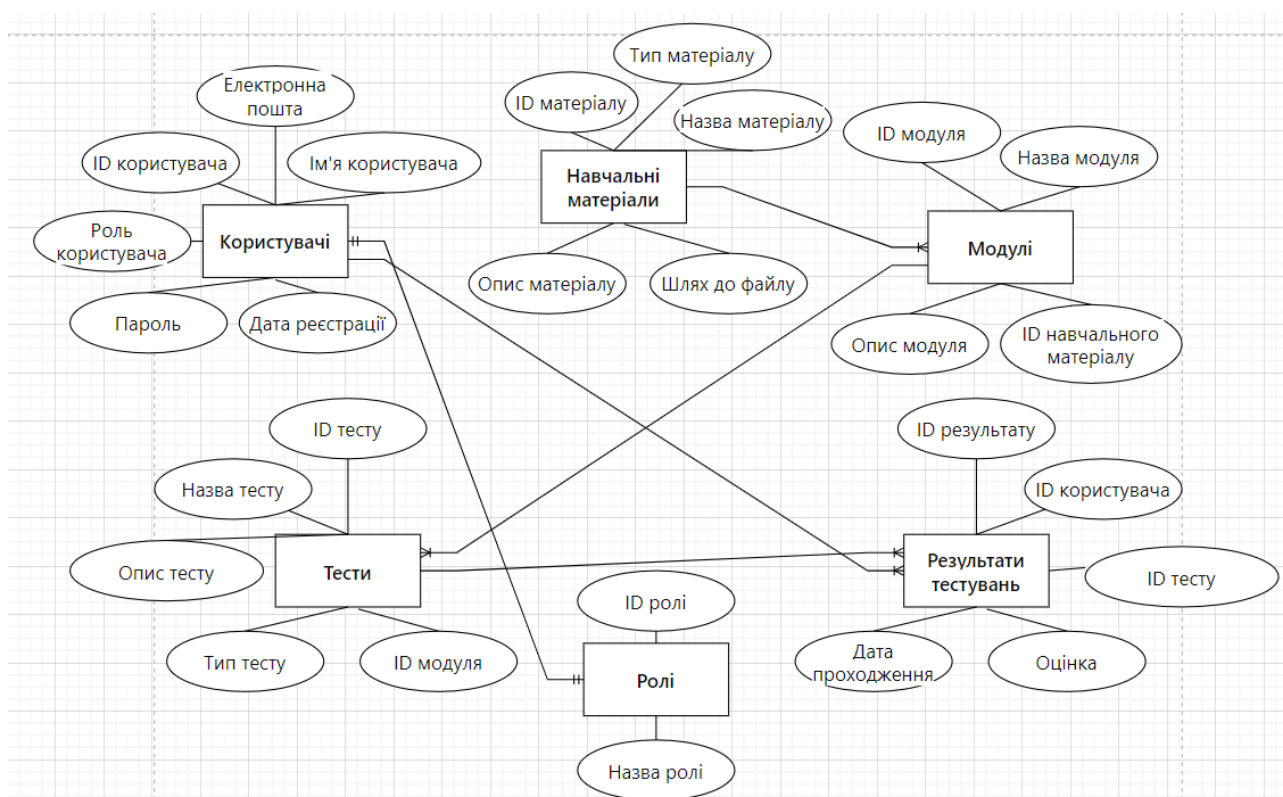 Тип матеріалу
Електронна
пошта
ID матеріалу
Назва матеріалу
ID модуля
Назва модуля
ID користувача
Ім'я користувача
Навчальні
матеріали
Роль
користувача
Користувачі
Модулі
Опис матеріалу
Шлях до файлу
Пароль
Дата реєстрації
Опис модуля
ID навчального
матеріалу
ID тесту
ID результату
Назва тесту
ID користувача
Опис тесту
Тести
Результати
тестувань
ID тесту
ID ролі
Тип тесту
ID модуля
Ролі
Дата
проходження
Оцінка
Назва ролі